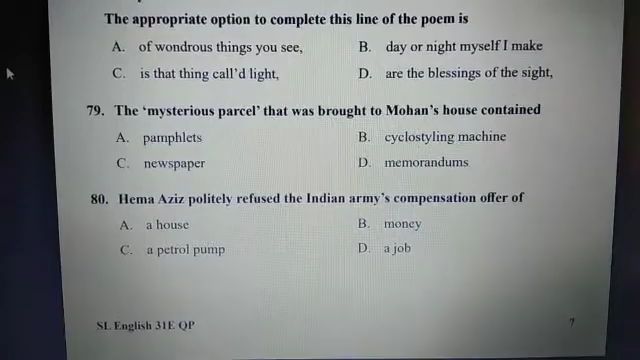 The appropriate option to complete this line of the poem is
A. of wondrous things you see, B. day or night myself I make
C. is that thing call'd light, D. are the blessings of the sight,
79. The ‘mysterious parcel’ that was brought to Mohan’s house contained
A. pamphlets B. cyclostyling machine
C. newspaper D. memorandums
80. Hema Aziz politely refused the Indian army’s compensation offer of
A. a house B. money
C. a petrol pump D. a job
SL English 31E QP 7